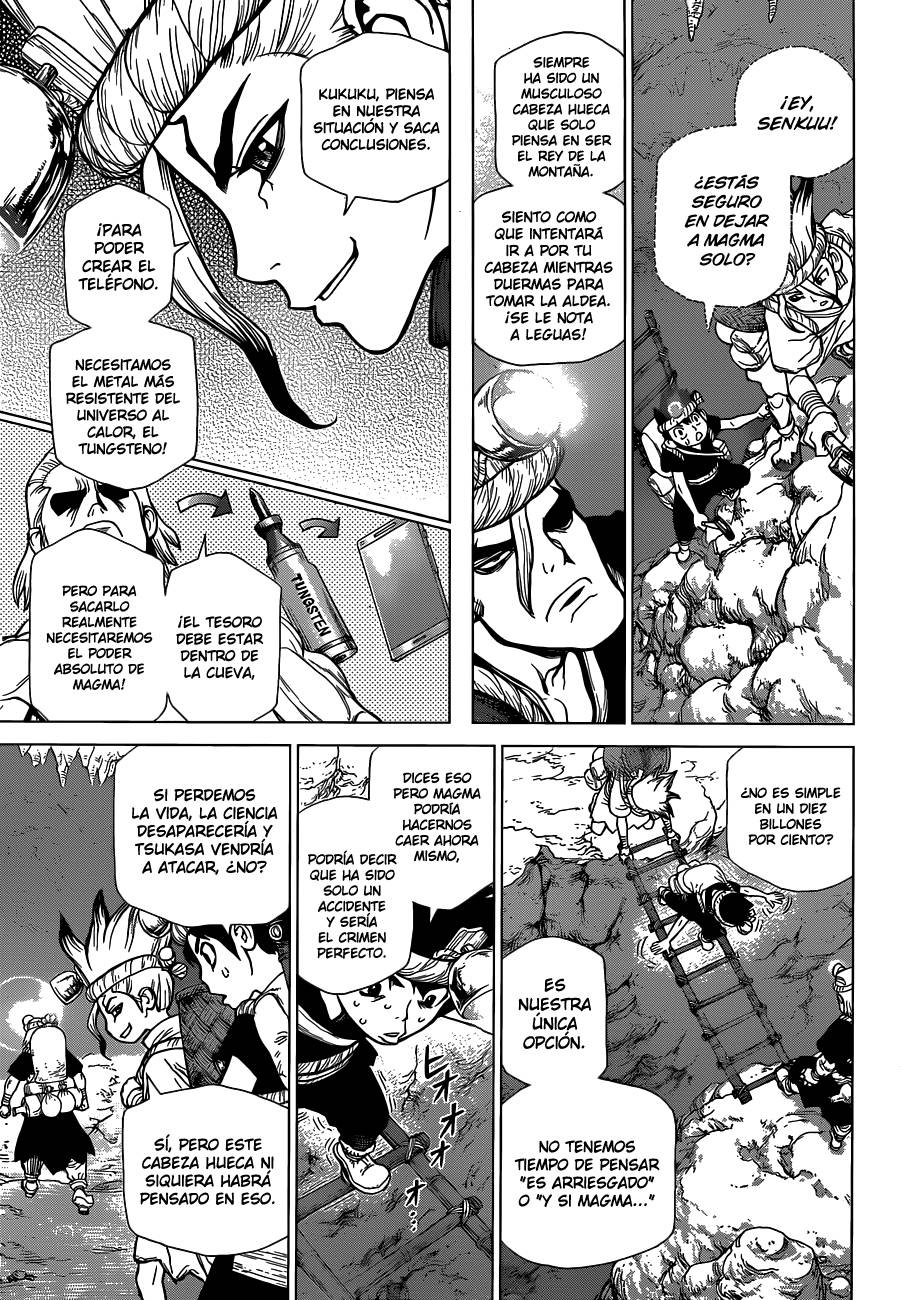 ¡EY,
SENKUU!
¿ESTÁS
SEGURO
EN DEJAR
A MAGMA
SOLO?
SIEMPRE
HA SIDO UN
MUSCULOSO
CABEZA HUECA
QUE SOLO
PIENSA EN SER
EL REY DE LA
MONTAÑA.
SIENTO COMO
QUE INTENTARÁ
IR A POR TU
CABEZA MIENTRAS
DUERMAS PARA
TOMAR LA ALDEA.
¡SE LE NOTA
A LEGUAS!
KUKUKU, PIENSA
EN NUESTRA
SITUACIÓN Y SACA
CONCLUSIONES.
¡PARA
PODER
CREAR EL
TELÉFONO.
NECESITAMOS
EL METAL MÁS
RESISTENTE DEL
UNIVERSO AL
CALOR, EL
TUNGSTENO!
TUNGSTEN
¡EL TESORO
DEBE ESTAR
DENTRO DE
LA CUEVA,
PERO PARA
SACARLO
REALMENTE
NECESITAREMOS
EL PODER
ABSOLUTO DE
MAGMA!
¿NO ES SIMPLE
EN UN DIEZ
BILLONES
POR CIENTO?
ES
NUESTRA
ÚNICA
OPCIÓN.
NO TENEMOS
TIEMPO DE PENSAR
"ES ARRIESGADO"
O "Y SI MAGMA..."
DICES ESO
PERO MAGMA
PODRÍA
HACERNOS
CAER AHORA
MISMO,
PODRÍA DECIR
QUE HA SIDO
SOLO UN
ACCIDENTE
Y SERÍA
EL CRIMEN
PERFECTO.
オオオ
SI PERDEMOS
LA VIDA, LA CIENCIA
DESAPARECERÍA Y
TSUKASA VENDRÍA
A ATACAR, ¿NO?
SÍ, PERO ESTE
CABEZA HUECA NI
SIQUIERA HABRÁ
PENSADO EN ESO.